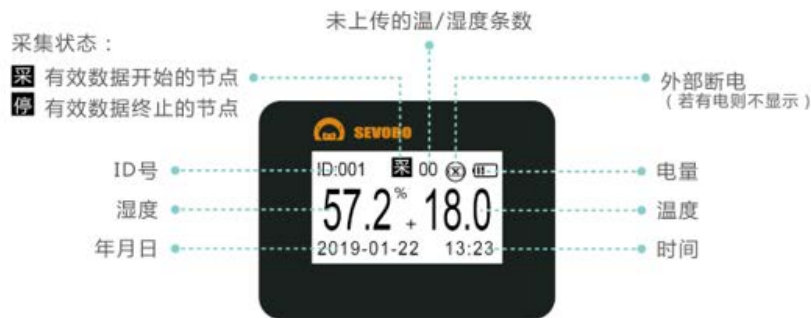 未上传的温/湿度条数
采集状态：
采 有效数据开始的节点
停 有效数据终止的节点
外部断电
（若有电则不显示）
SEVOBO
ID:001 采 00
57.2% +18.0
2019-01-22 13:23
ID号
湿度
年月日
电量
温度
时间